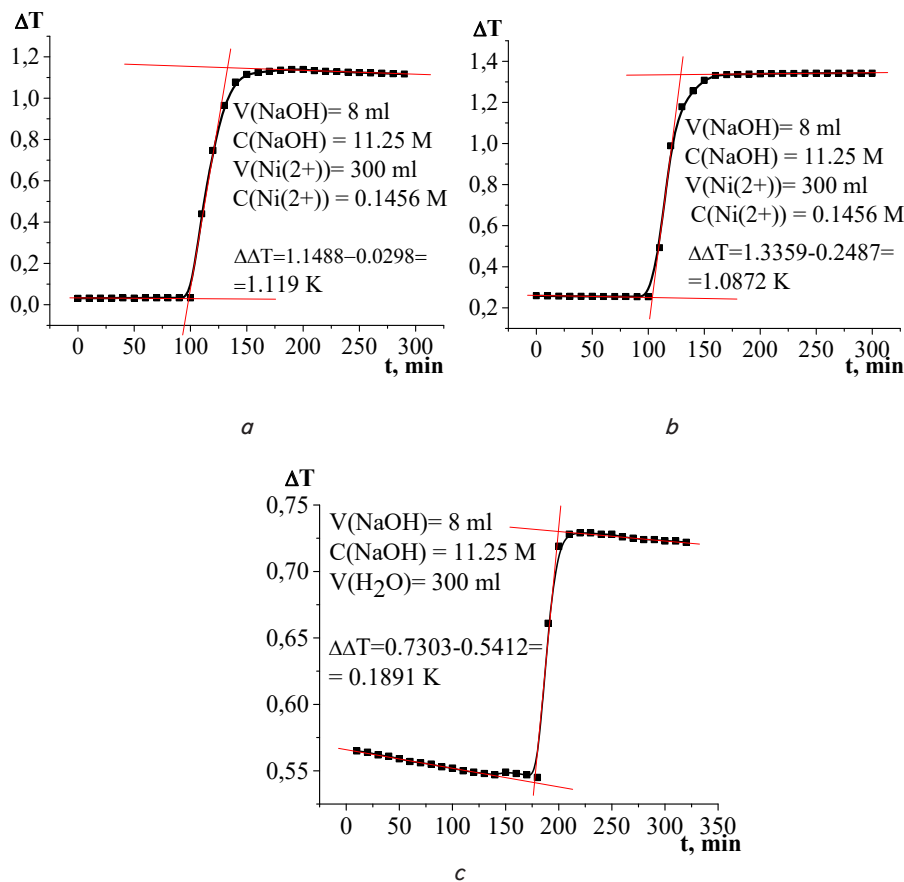 ΔT
1,2
1,0
0,8
0,6
0,4
0,2
0,0
V(NaOH)= 8 ml
C(NaOH) = 11.25 M
V(Ni(2+))= 300 ml
C(Ni(2+)) = 0.1456 M
ΔΔT=1.1488–0.0298=
=1.119 K
0 50 100 150 200 250 300
t, min
a
ΔT
1,4
1,2
1,0
0,8
0,6
0,4
0,2
V(NaOH)= 8 ml
C(NaOH) = 11.25 M
V(Ni(2+))= 300 ml
C(Ni(2+)) = 0.1456 M
ΔΔT=1.3359-0.2487=
=1.0872 K
0 50 100 150 200 250 300
t, min
b
ΔT
0,75
0,70
0,65
0,60
0,55
V(NaOH)= 8 ml
C(NaOH) = 11.25 M
V(H2O)= 300 ml
ΔΔT=0.7303-0.5412=
= 0.1891 K
0 50 100 150 200 250 300 350
t, min
c